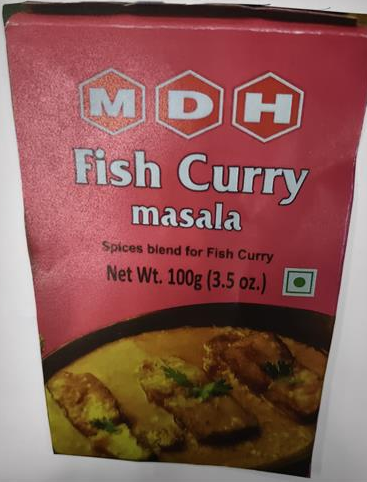 MDH
Fish Curry
masala
Spices blend for Fish Curry
Net Wt. 100g (3.5 oz.)